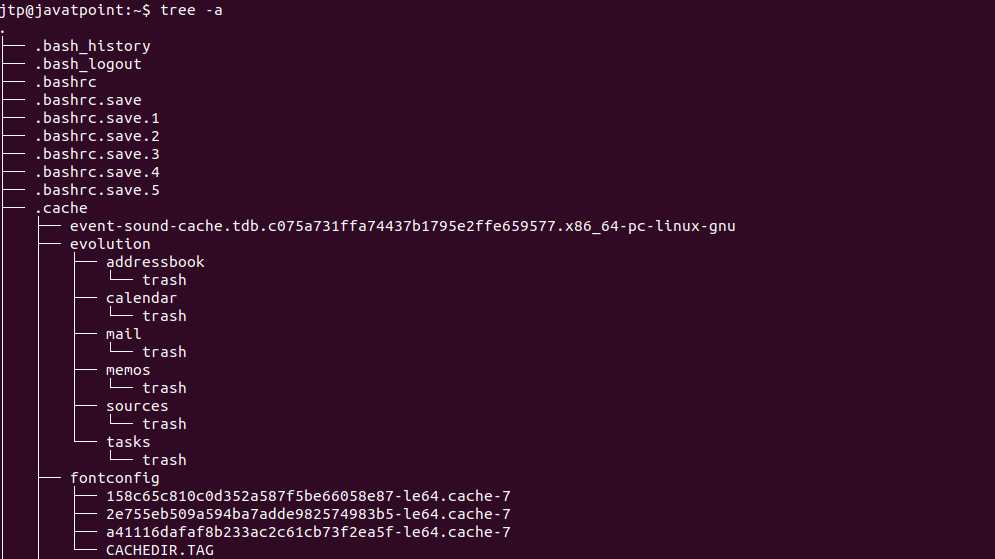 jtp@javatpoint:~$ tree -a
.
├── .bash_history
├── .bash_logout
├── .bashrc
├── .bashrc.save
├── .bashrc.save.1
├── .bashrc.save.2
├── .bashrc.save.3
├── .bashrc.save.4
├── .bashrc.save.5
├── .cache
│   ├── event-sound-cache.tdb.c075a731ffa74437b1795e2ffe659577.x86_64-pc-linux-gnu
│   ├── evolution
│   │   ├── addressbook
│   │   │   └── trash
│   │   ├── calendar
│   │   │   └── trash
│   │   ├── mail
│   │   │   └── trash
│   │   ├── memos
│   │   │   └── trash
│   │   ├── sources
│   │   │   └── trash
│   │   └── tasks
│   │       └── trash
│   ├── fontconfig
│   │   ├── 158c65c810c0d352a587f5be66058e87-le64.cache-7
│   │   ├── 2e755eb509a594ba7adde982574983b5-le64.cache-7
│   │   ├── a41116dafaf8b233ac2c61cb73f2ea5f-le64.cache-7
│   │   └── CACHEDIR.TAG